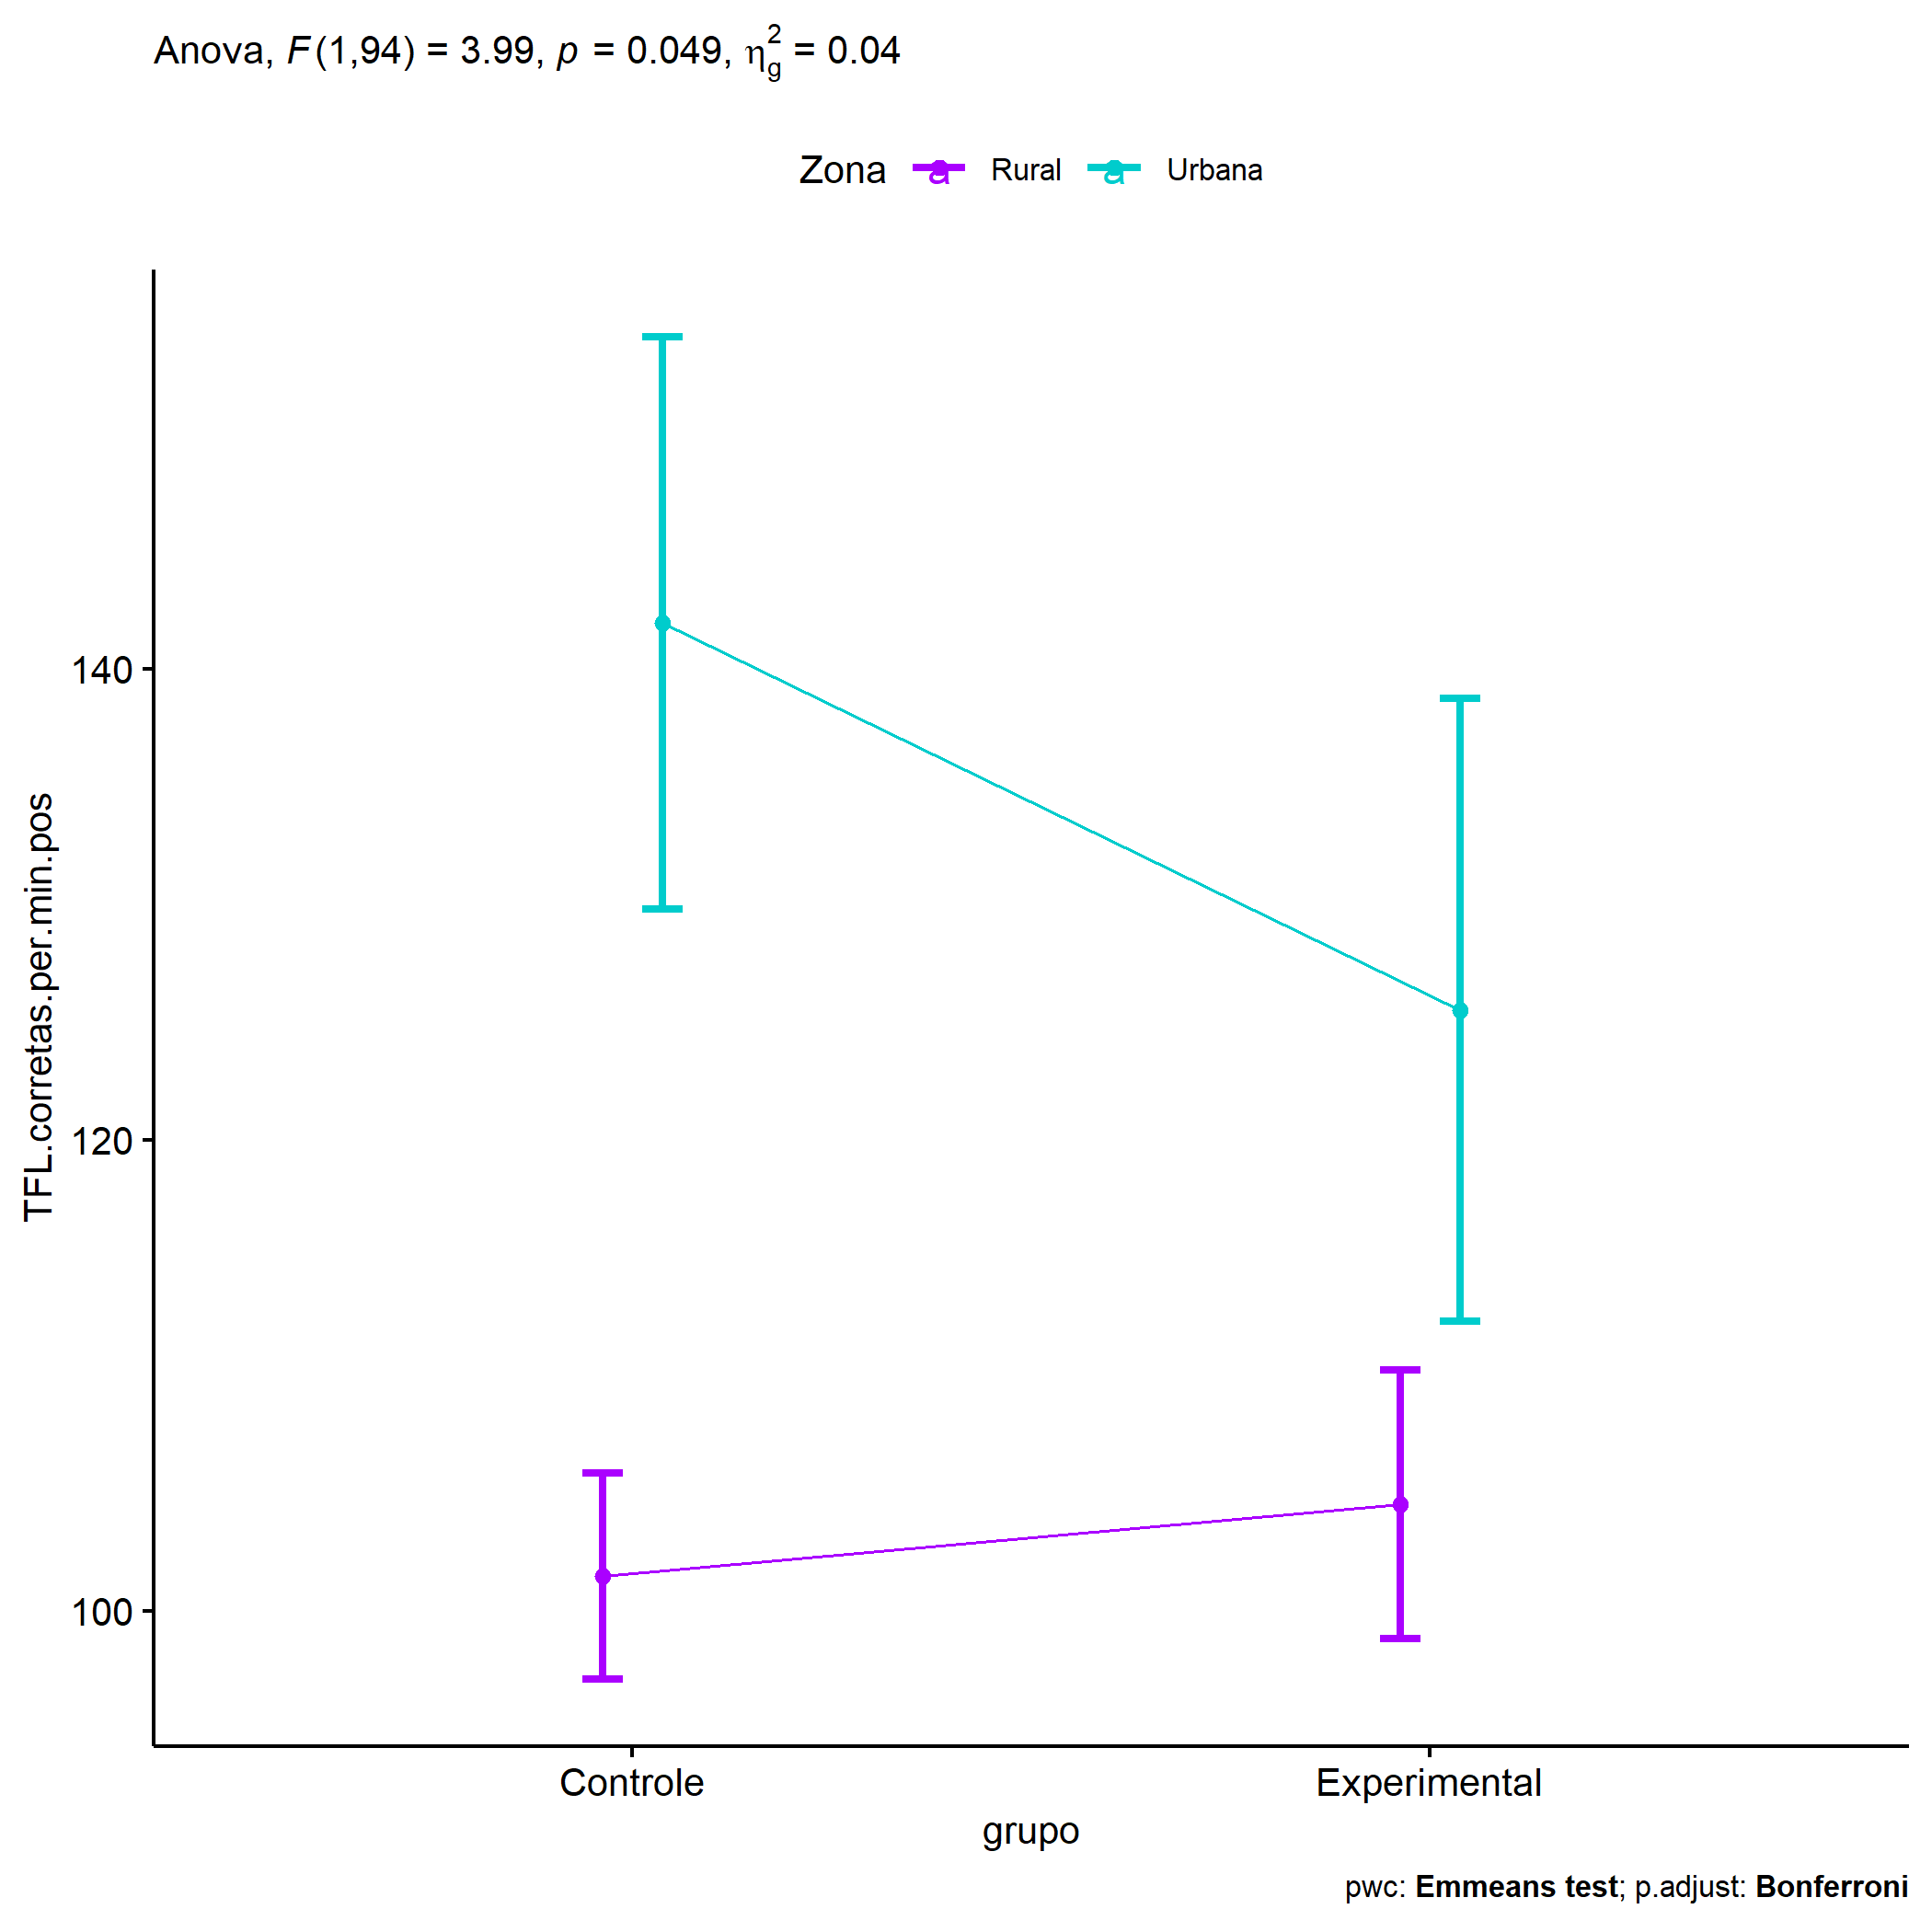 Anova, F(1,94) = 3.99, p = 0.049, η²g = 0.04
Zona a Rural a Urbana
140
120
100
TFL.corretas.per.min.pos
Controle Experimental
grupo
pwc: Emmeans test; p.adjust: Bonferroni